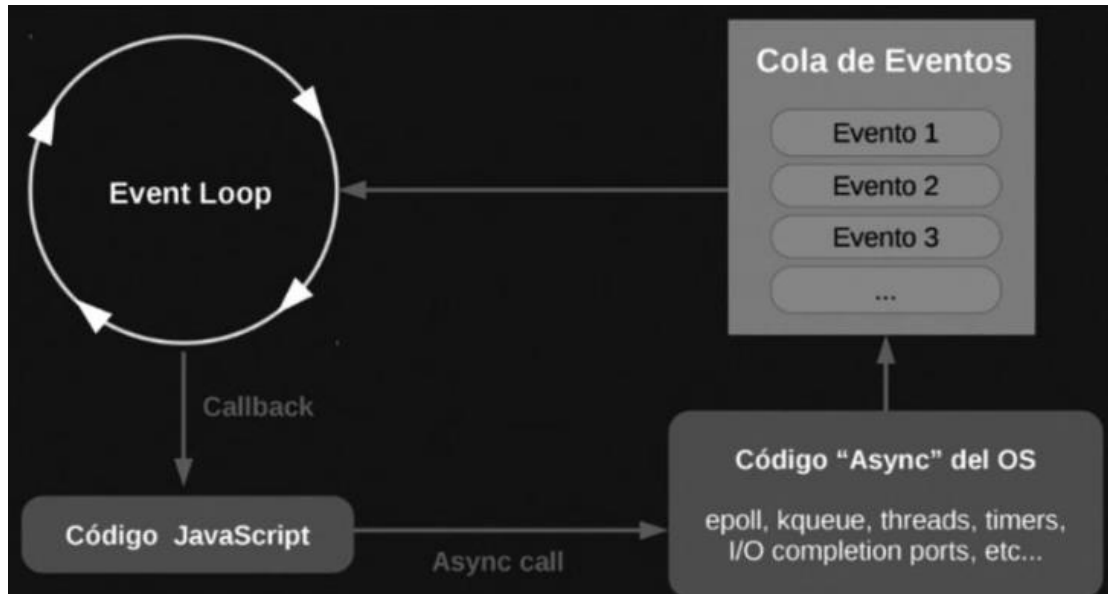 Cola de Eventos
Evento 1
Evento 2
Evento 3
...
Event Loop
Callback
Código JavaScript
Async call
Código “Async” del OS
epoll, kqueue, threads, timers,
I/O completion ports, etc...